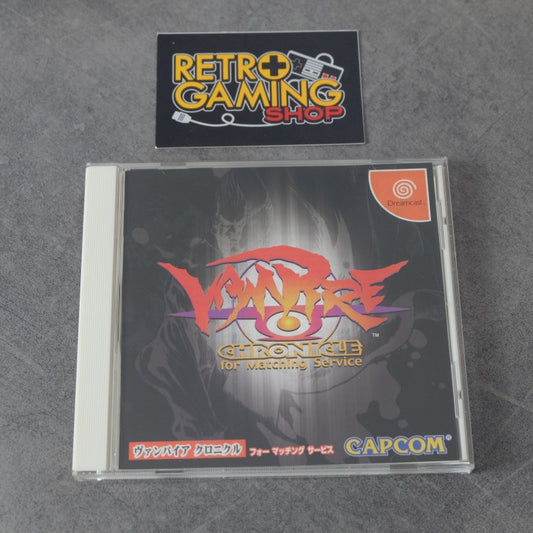 RETRO
GAMING
SHOP
Dreamcast
VAMPIRE
TM
CHRONICLE
for Matching Service
ヴァンパイア クロニクル フォー マッチング サービス
CAPCOM®